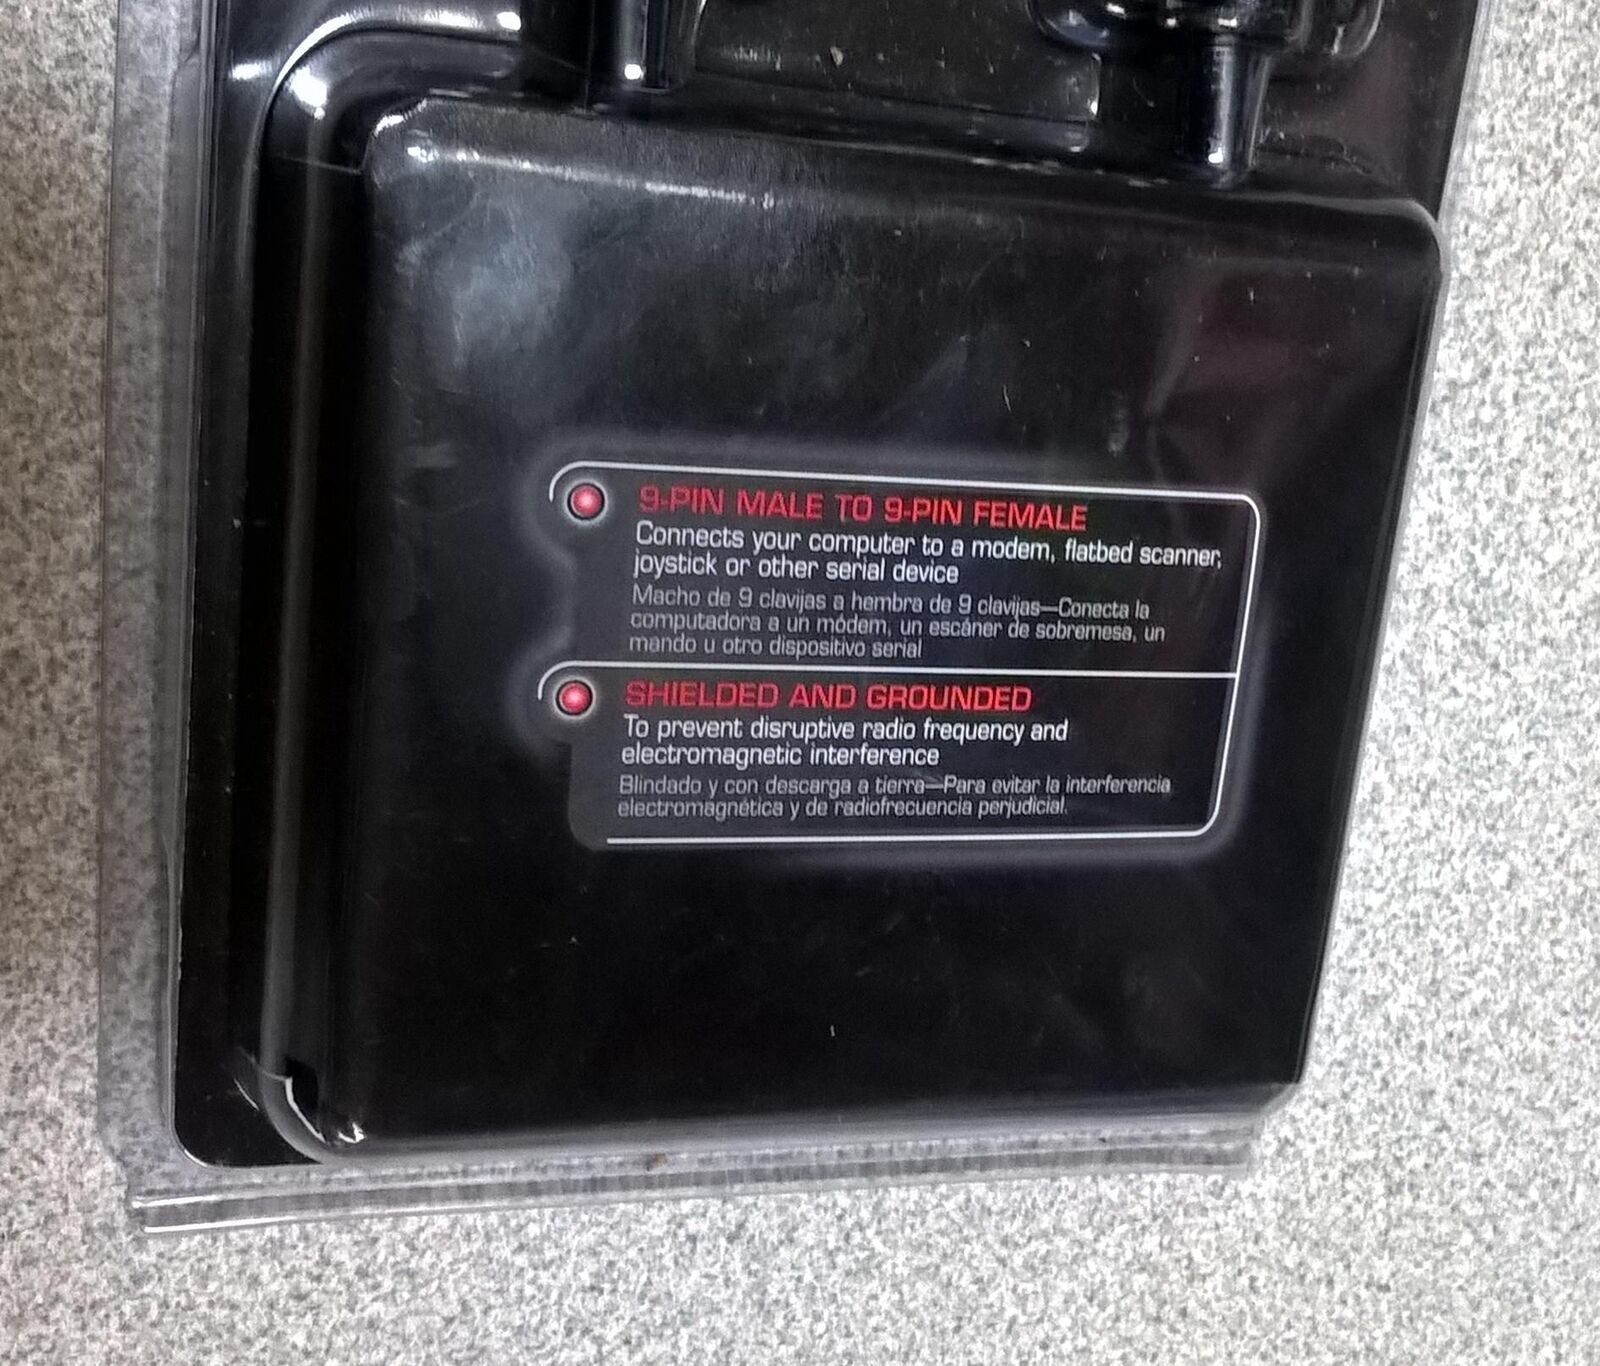 9-PIN MALE TO 9-PIN FEMALE
Connects your computer to a modem, flatbed scanner,
joystick or other serial device
Macho de 9 clavijas a hembra de 9 clavijas—Conecta la
computadora a un módem, un escáner de sobremesa, un
mando u otro dispositivo serial
SHIELDED AND GROUNDED
To prevent disruptive radio frequency and
electromagnetic interference
Blindado y con descarga a tierra—Para evitar la interferencia
electromagnética y de radiofrecuencia perjudicial.